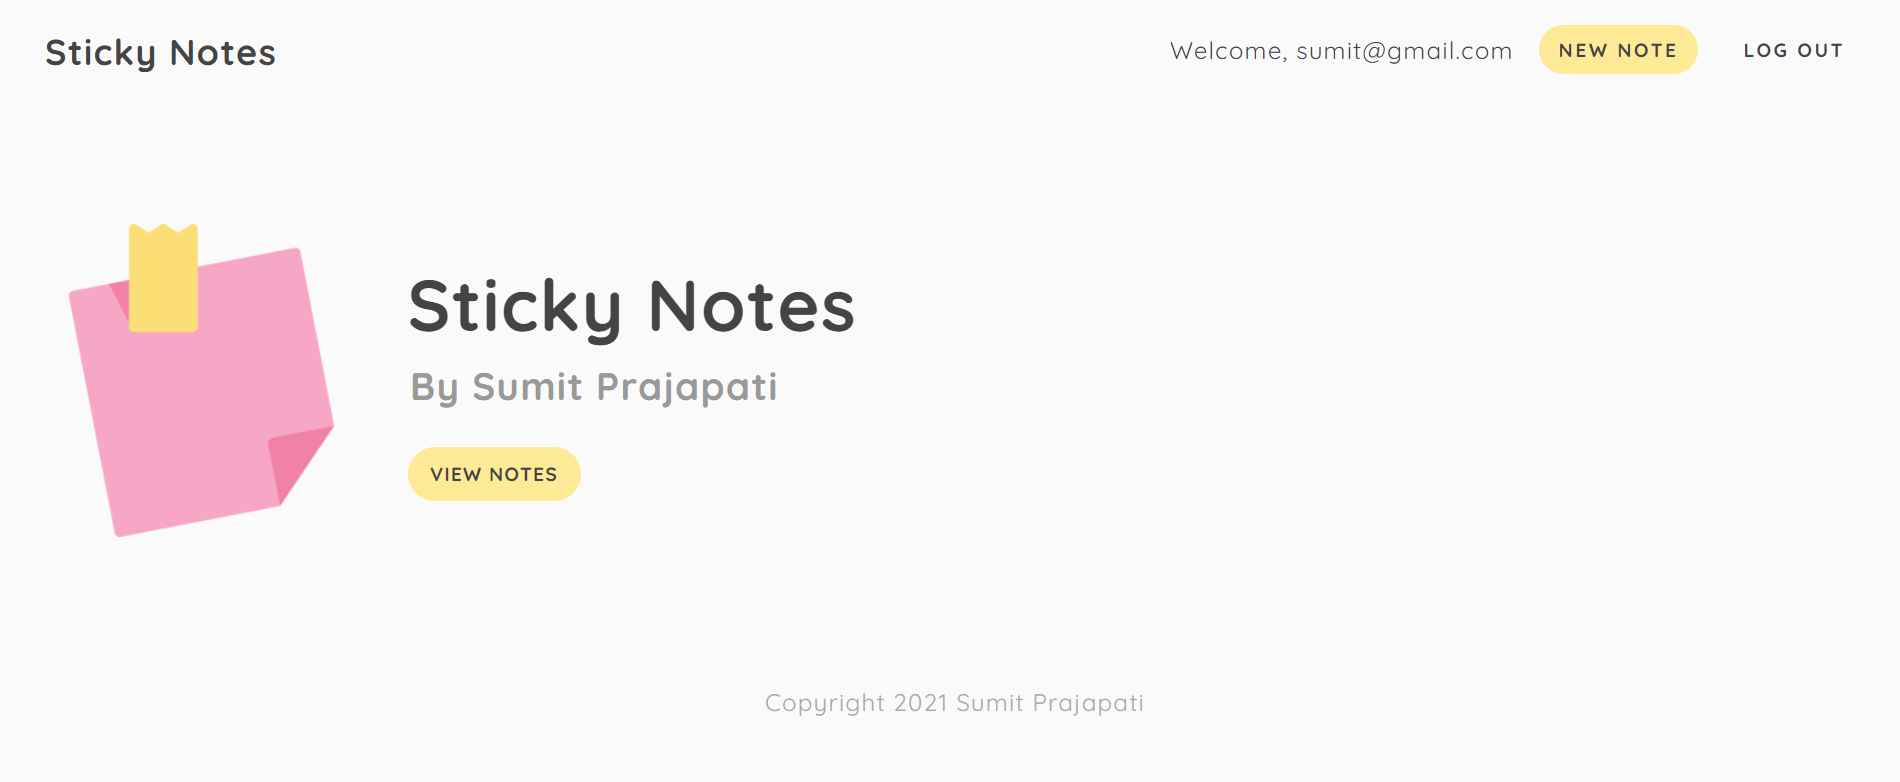 Sticky Notes
Welcome, sumit@gmail.com
NEW NOTE
LOG OUT
Sticky Notes
By Sumit Prajapati
VIEW NOTES
Copyright 2021 Sumit Prajapati